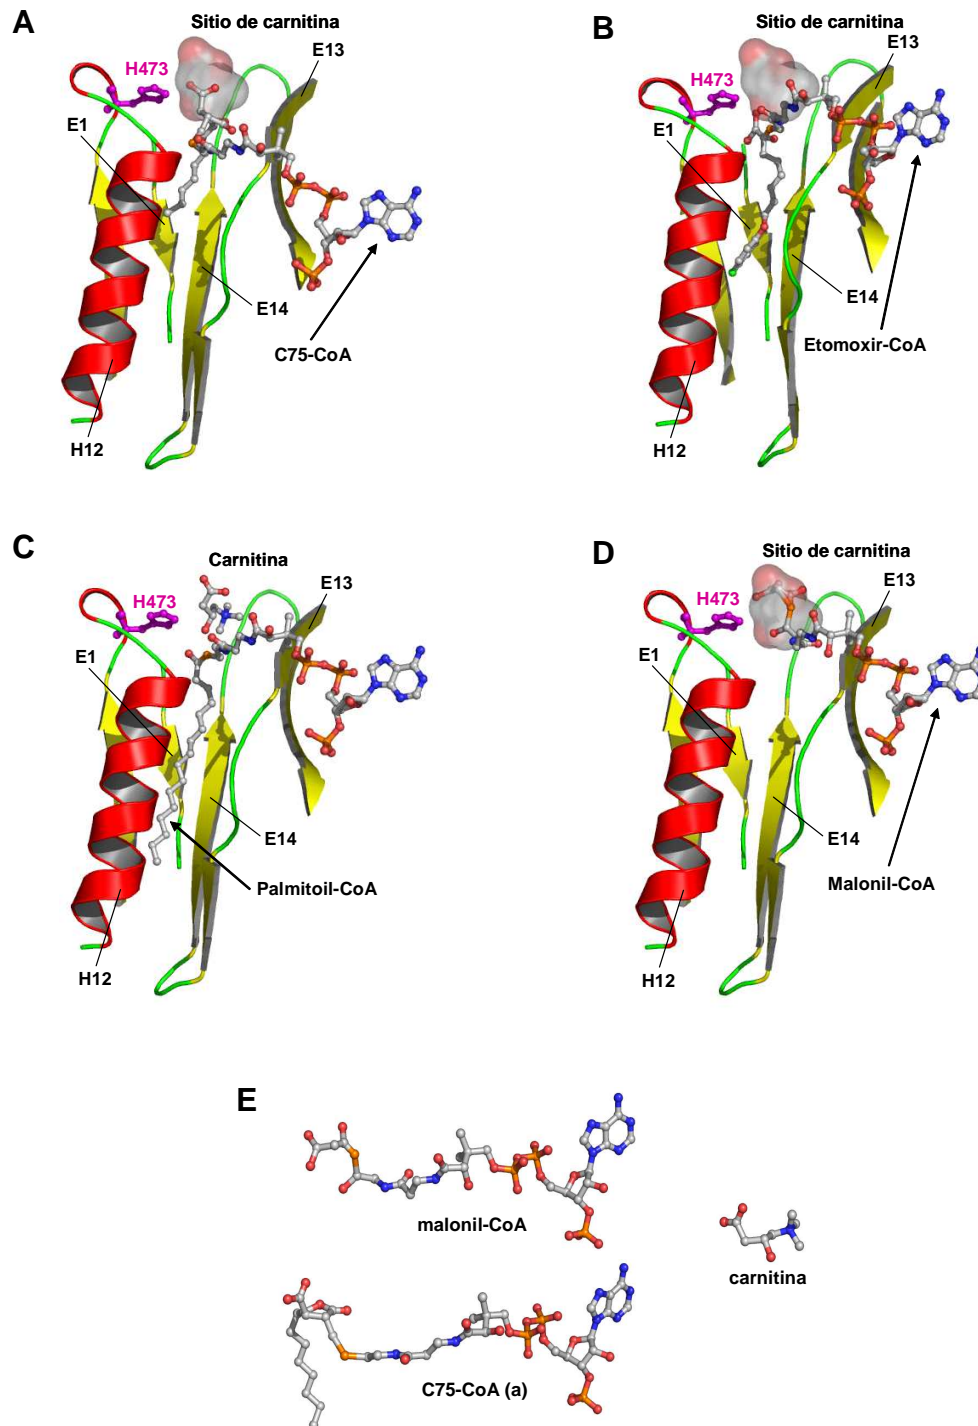 A
Sitio de carnitina
E13
H473
E1
E14
C75-CoA
H12
B
Sitio de carnitina
E13
H473
E1
E14
Etomoxir-CoA
H12
C
Carnitina
E13
H473
E1
E14
Palmitoil-CoA
H12
D
Sitio de carnitina
E13
H473
E1
E14
Malonil-CoA
H12
E
malonil-CoA
carnitina
C75-CoA (a)